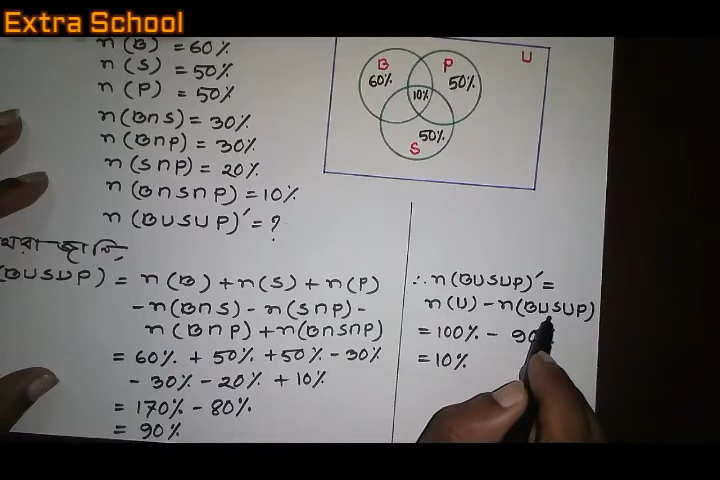 Extra School
n(B) = 60%
n(S) = 50%
n(P) = 50%
n(B∩S) = 30%
n(B∩P) = 30%
n(S∩P) = 20%
n(B∩S∩P) = 10%
n(B∪S∪P)′ = ?
B 60%
P 50%
U
10%
50%
S
জানি,
(B∪S∪P) = n(B) + n(S) + n(P)
- n(B∩S) - n(S∩P) -
n(B∩P) + n(B∩S∩P)
= 60% + 50% + 50% - 30%
- 30% - 20% + 10%
= 170% - 80%
= 90%
∴ n(B∪S∪P)′ =
n(U) - n(B∪S∪P)
= 100% - 90
= 10%